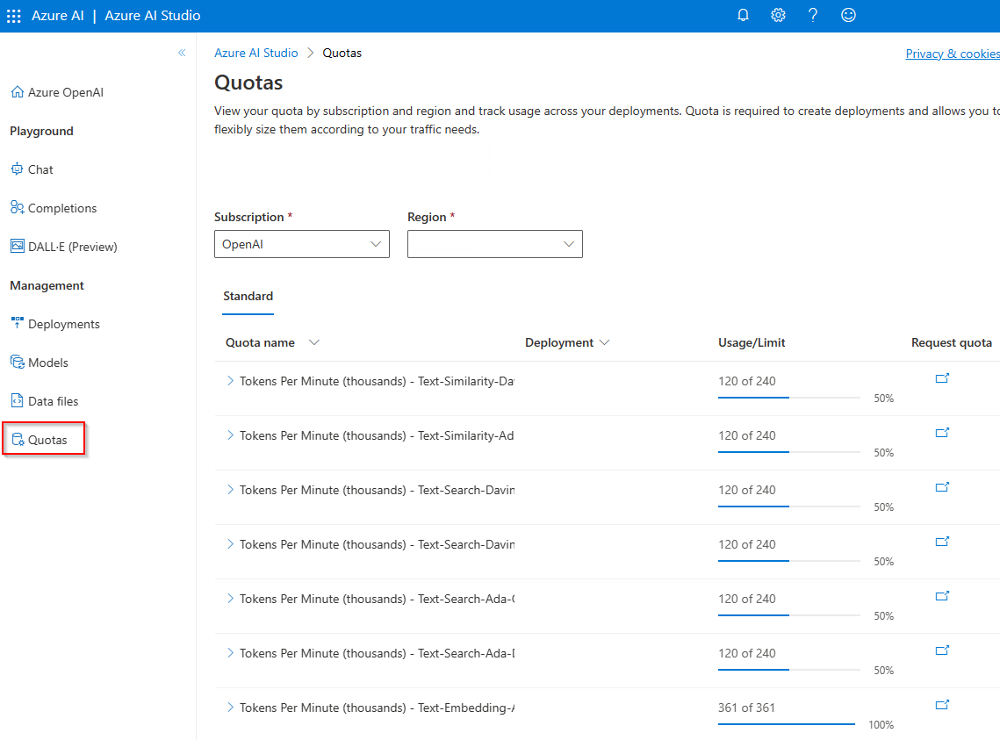 Azure AI | Azure AI Studio
Azure AI Studio > Quotas
Privacy & cookies
Quotas
View your quota by subscription and region and track usage across your deployments. Quota is required to create deployments and allows you to
flexibly size them according to your traffic needs.
Azure OpenAI
Playground
Chat
Completions
DALL·E (Preview)
Management
Deployments
Models
Data files
Quotas
Subscription * Region *
OpenAI
Standard
Quota name Deployment Usage/Limit Request quota
Tokens Per Minute (thousands) - Text-Similarity-Da 120 of 240
50%
Tokens Per Minute (thousands) - Text-Similarity-Ad 120 of 240
50%
Tokens Per Minute (thousands) - Text-Search-Davin 120 of 240
50%
Tokens Per Minute (thousands) - Text-Search-Davin 120 of 240
50%
Tokens Per Minute (thousands) - Text-Search-Ada- 120 of 240
50%
Tokens Per Minute (thousands) - Text-Search-Ada- 120 of 240
50%
Tokens Per Minute (thousands) - Text-Embedding- 361 of 361
100%